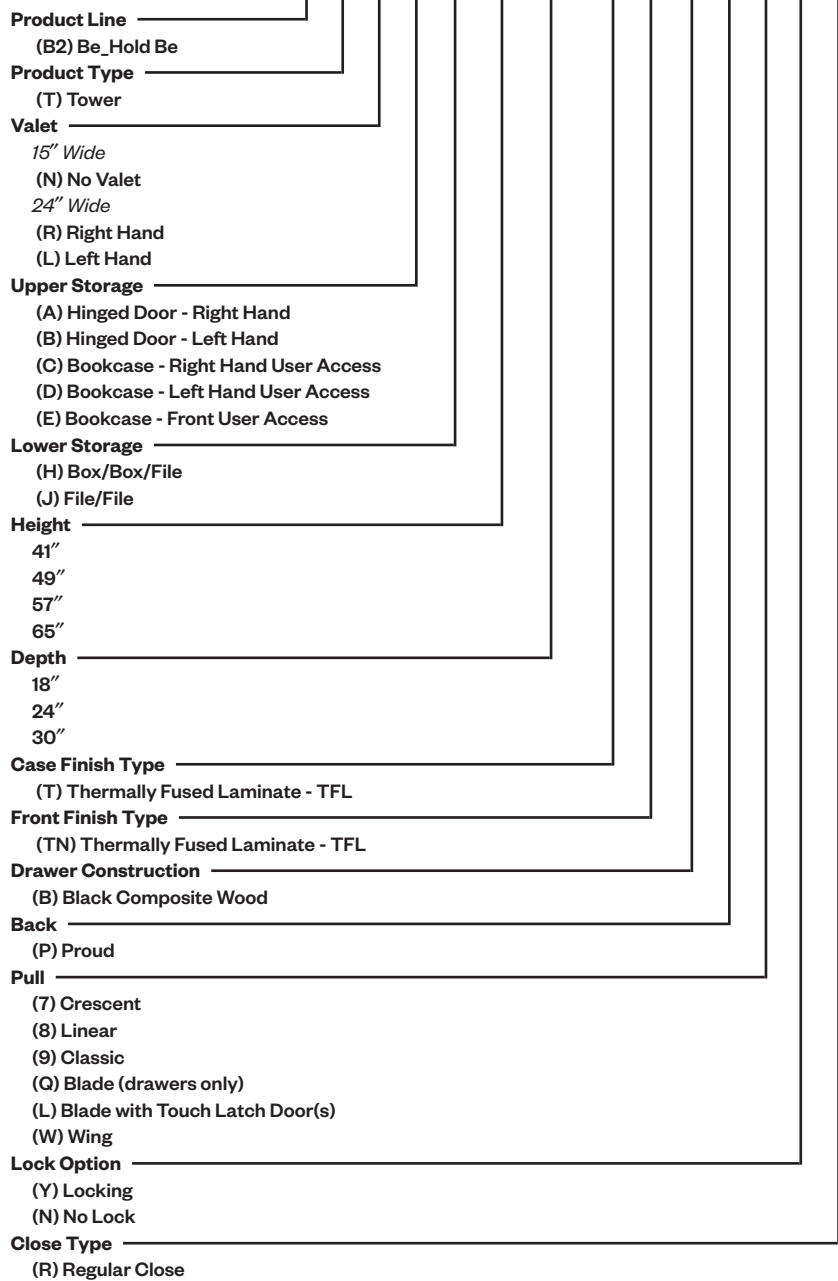 Product Line
(B2) Be_Hold Be
Product Type
(T) Tower
Valet
15″ Wide
(N) No Valet
24″ Wide
(R) Right Hand
(L) Left Hand
Upper Storage
(A) Hinged Door - Right Hand
(B) Hinged Door - Left Hand
(C) Bookcase - Right Hand User Access
(D) Bookcase - Left Hand User Access
(E) Bookcase - Front User Access
Lower Storage
(H) Box/Box/File
(J) File/File
Height
41″
49″
57″
65″
Depth
18″
24″
30″
Case Finish Type
(T) Thermally Fused Laminate - TFL
Front Finish Type
(TN) Thermally Fused Laminate - TFL
Drawer Construction
(B) Black Composite Wood
Back
(P) Proud
Pull
(7) Crescent
(8) Linear
(9) Classic
(Q) Blade (drawers only)
(L) Blade with Touch Latch Door(s)
(W) Wing
Lock Option
(Y) Locking
(N) No Lock
Close Type
(R) Regular Close